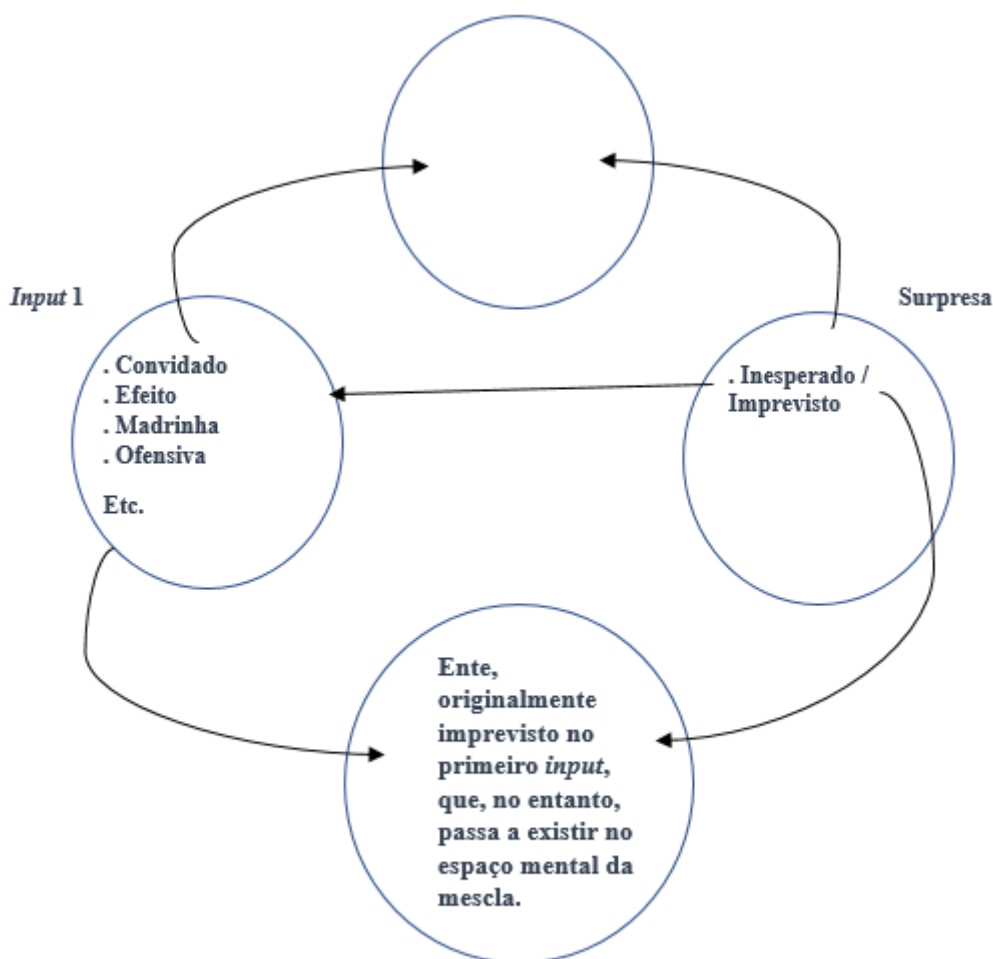 Input 1
Surpresa
. Convidado
. Efeito
. Madrinha
. Ofensiva
Etc.
. Inesperado /
Imprevisto
Ente,
originalmente
imprevisto no
primeiro input,
que, no entanto,
passa a existir no
espaço mental da
mescla.